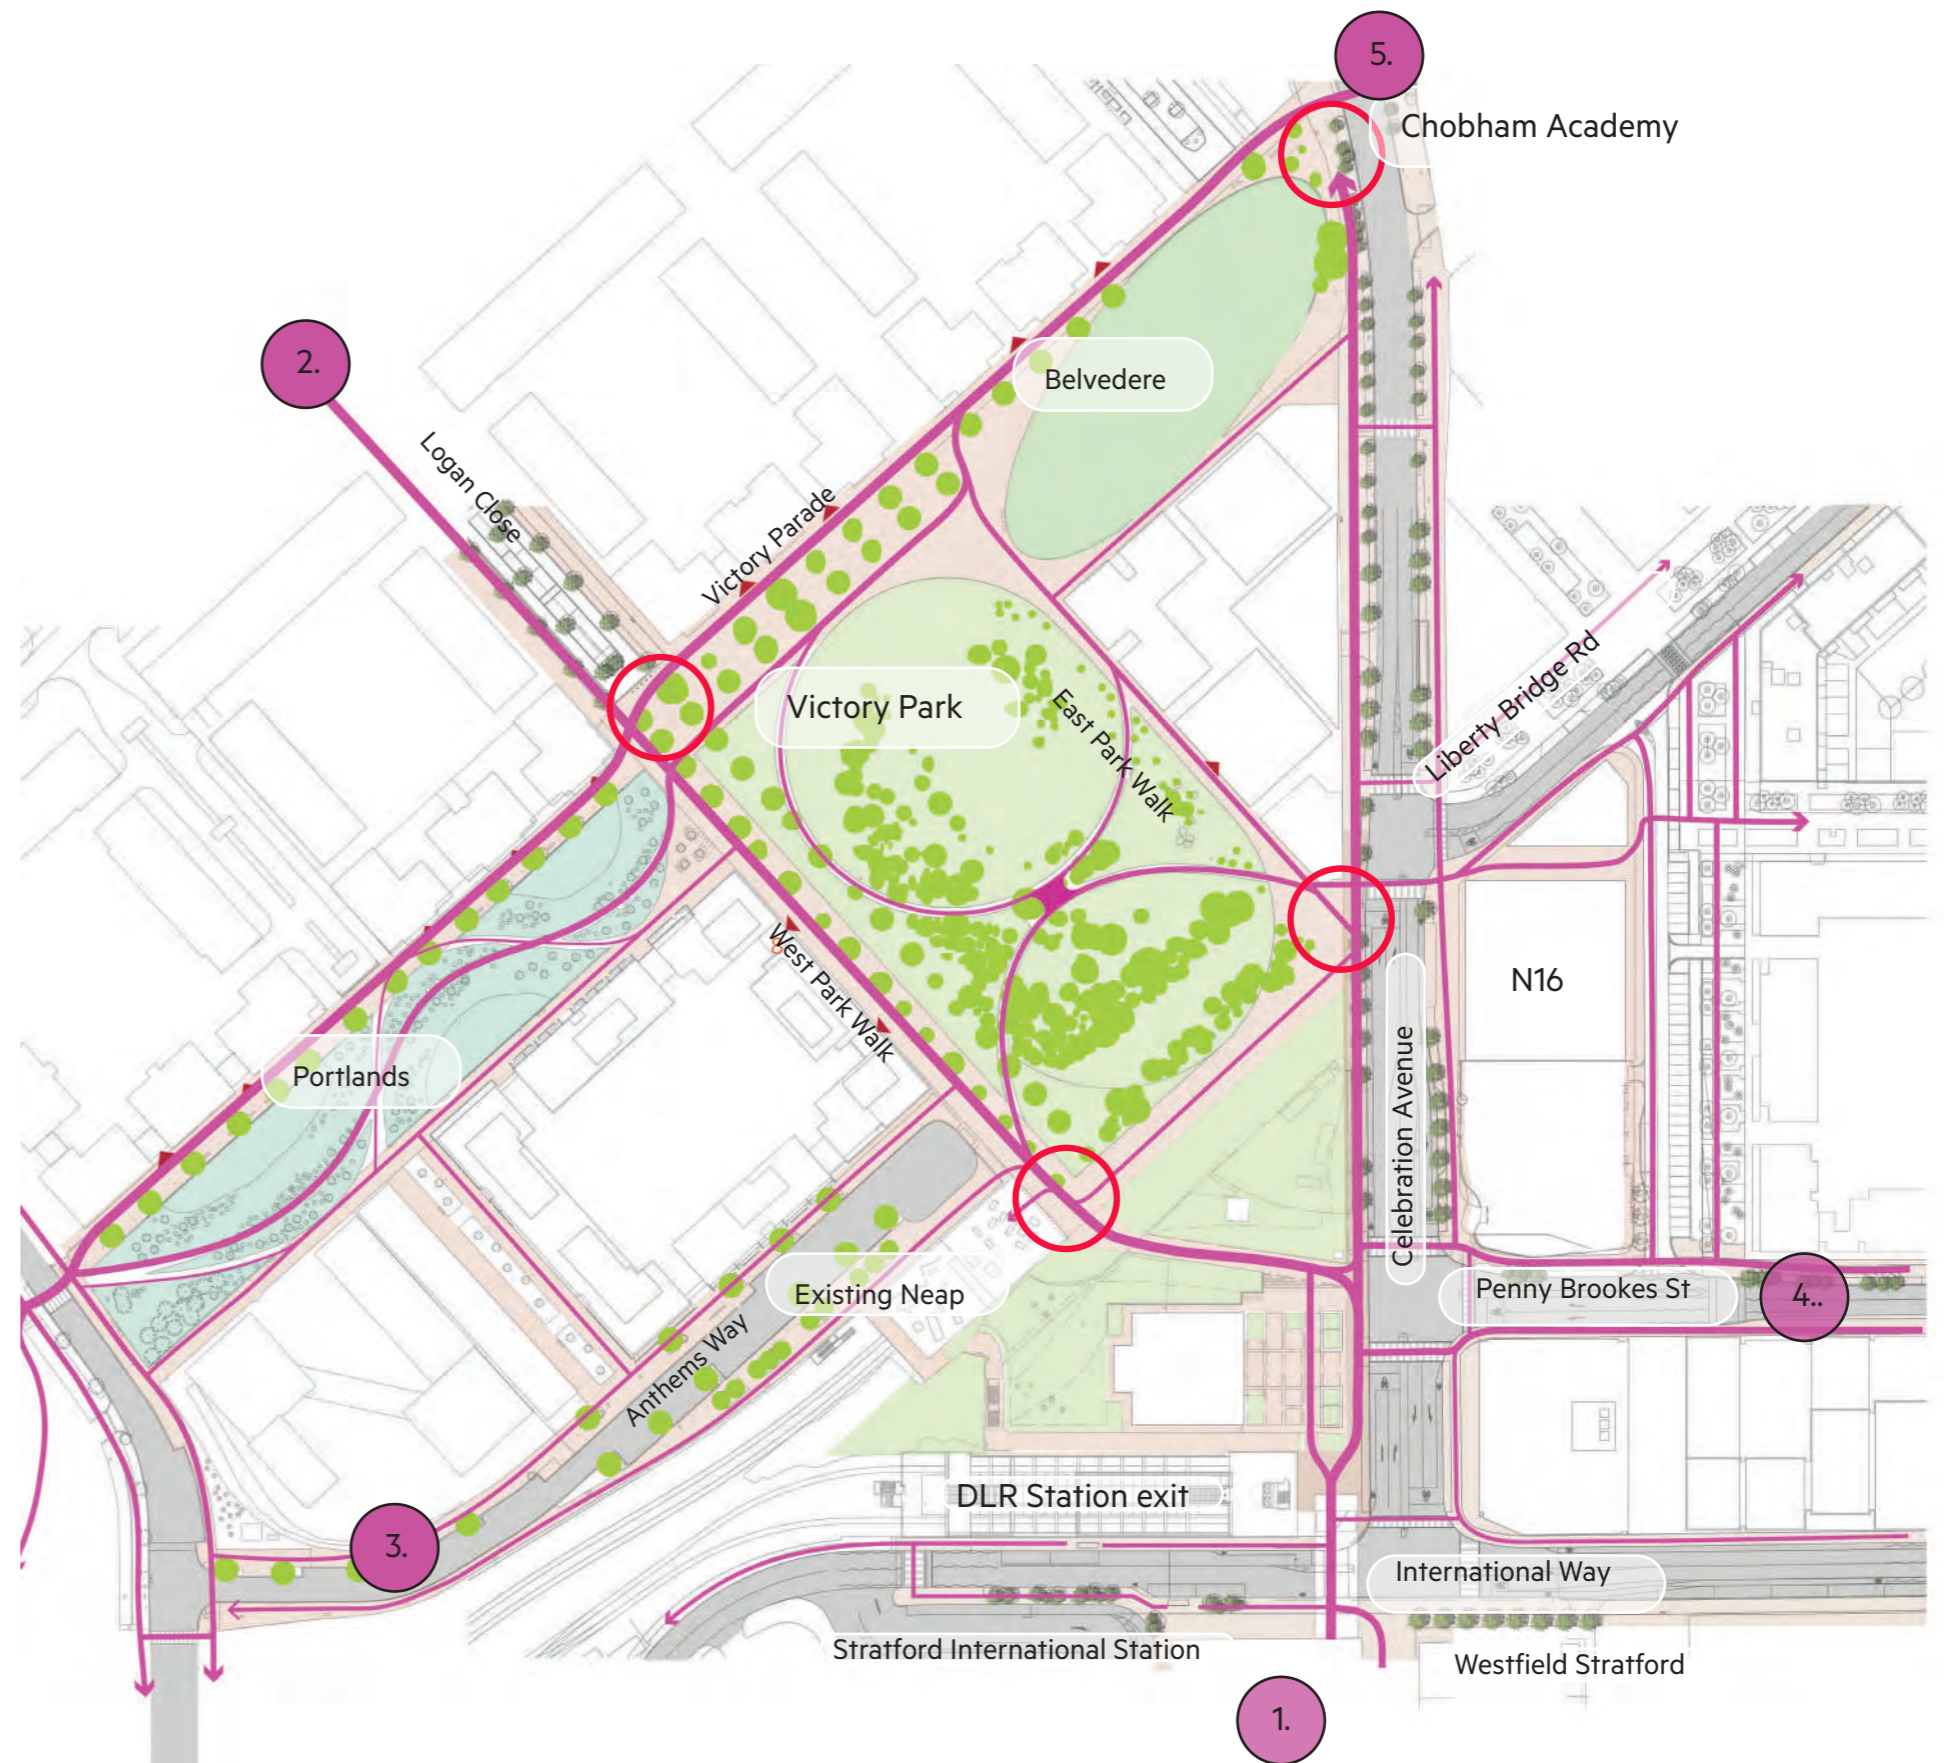 5.
Chobham Academy
2.
Belvedere
Logan Close
Victory Parade
Victory Park
East Park Walk
Liberty Bridge Rd
West Park Walk
8
N16
Portlands
Celebration Avenue
Existing Neap
Penny Brookes St
4..
Anthems Way
DLR Station exit
3.
International Way
Stratford International Station
Westfield Stratford
1.